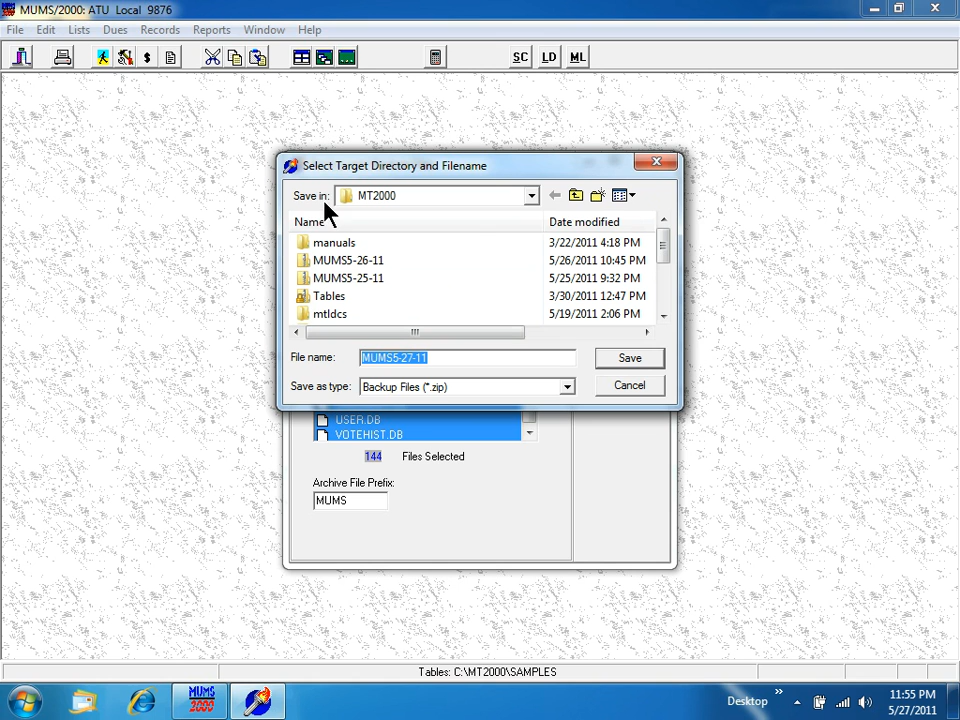 MUMS/2000: ATU Local 9876
File Edit Lists Dues Records Reports Window Help
$ SC LD ML
Select Target Directory and Filename
Save in: MT2000
Name Date modified
manuals 3/22/2011 4:18 PM
MUMS5-26-11 5/26/2011 10:45 PM
MUMS5-25-11 5/25/2011 9:32 PM
Tables 3/30/2011 12:47 PM
mtldcs 5/19/2011 2:06 PM
File name: MUMS5-27-11 Save
Save as type: Backup Files (*.zip) Cancel
USER.DB
VOTEHIST.DB
144 Files Selected
Archive File Prefix:
MUMS
Tables: C:\MT2000\SAMPLES
MUMS 2000
Desktop » 11:55 PM
5/27/2011